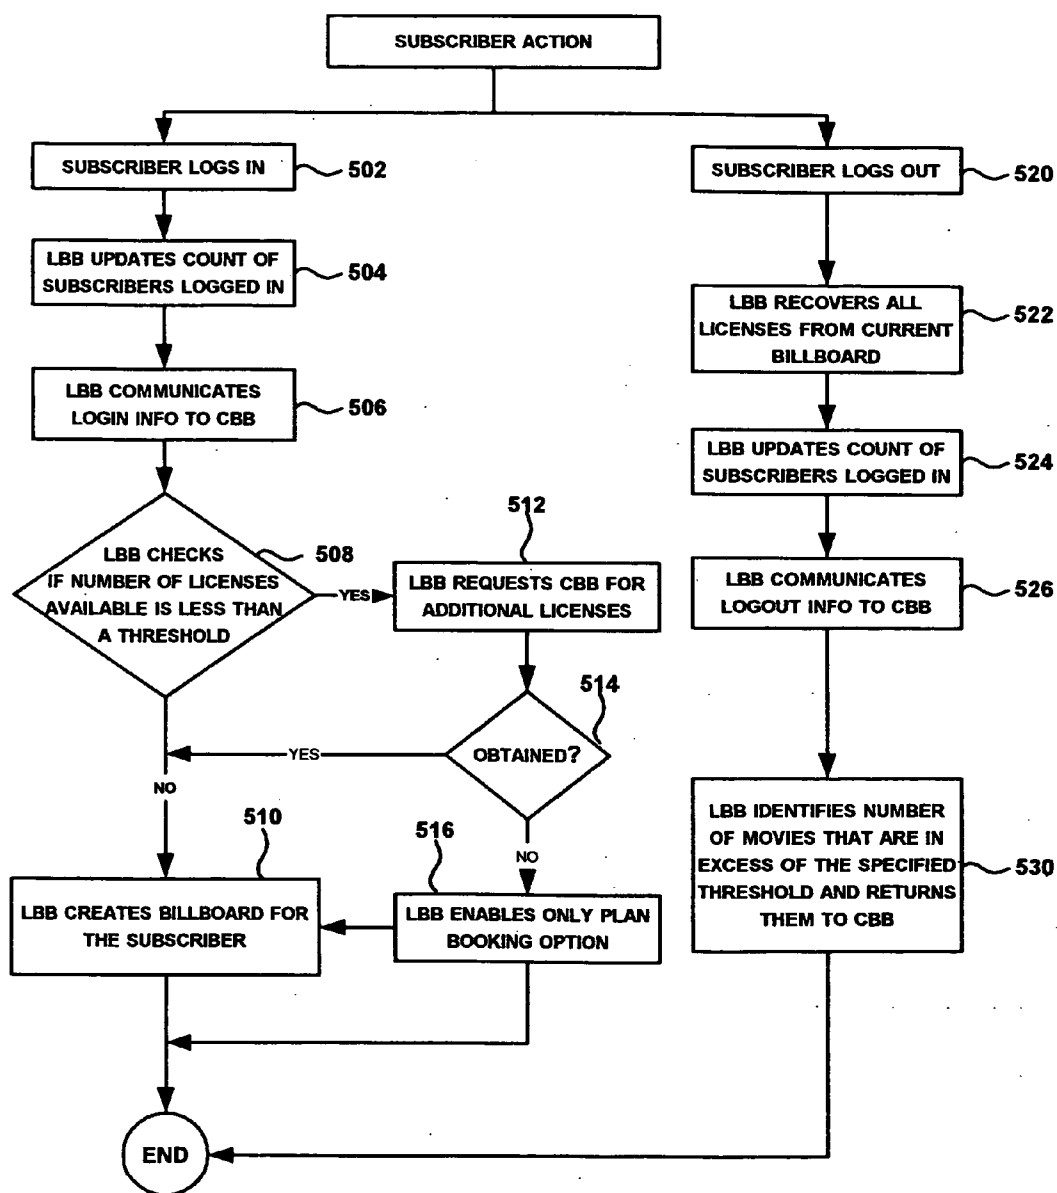 SUBSCRIBER ACTION
SUBSCRIBER LOGS IN
502
LBB UPDATES COUNT OF
SUBSCRIBERS LOGGED IN
504
LBB COMMUNICATES
LOGIN INFO TO CBB
506
LBB CHECKS
IF NUMBER OF LICENSES
AVAILABLE IS LESS THAN
A THRESHOLD
508
YES
NO
512
LBB REQUESTS CBB FOR
ADDITIONAL LICENSES
514
OBTAINED?
YES
NO
510
LBB CREATES BILLBOARD FOR
THE SUBSCRIBER
516
LBB ENABLES ONLY PLAN
BOOKING OPTION
SUBSCRIBER LOGS OUT
520
LBB RECOVERS ALL
LICENSES FROM CURRENT
BILLBOARD
522
LBB UPDATES COUNT OF
SUBSCRIBERS LOGGED IN
524
LBB COMMUNICATES
LOGOUT INFO TO CBB
526
LBB IDENTIFIES NUMBER
OF MOVIES THAT ARE IN
EXCESS OF THE SPECIFIED
THRESHOLD AND RETURNS
THEM TO CBB
530
END